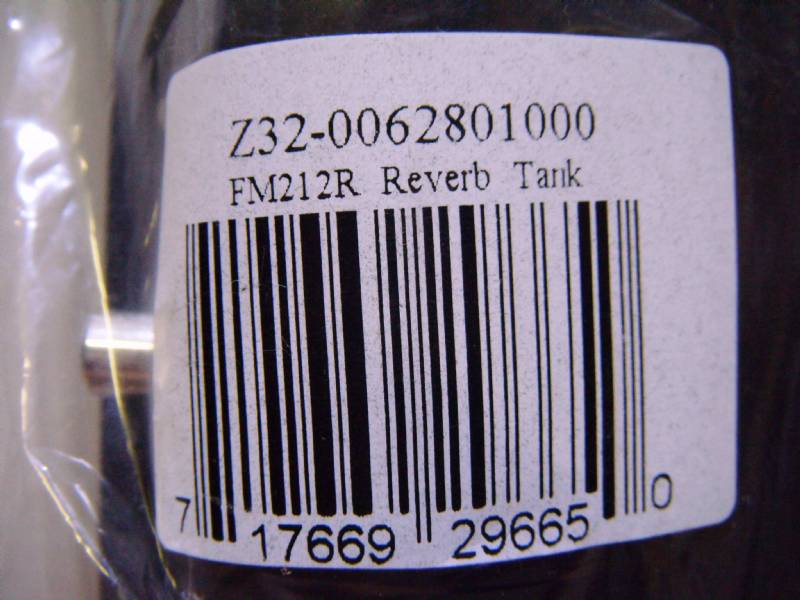 Z32-0062801000
FM212R Reverb Tank
7 17669 29665 0